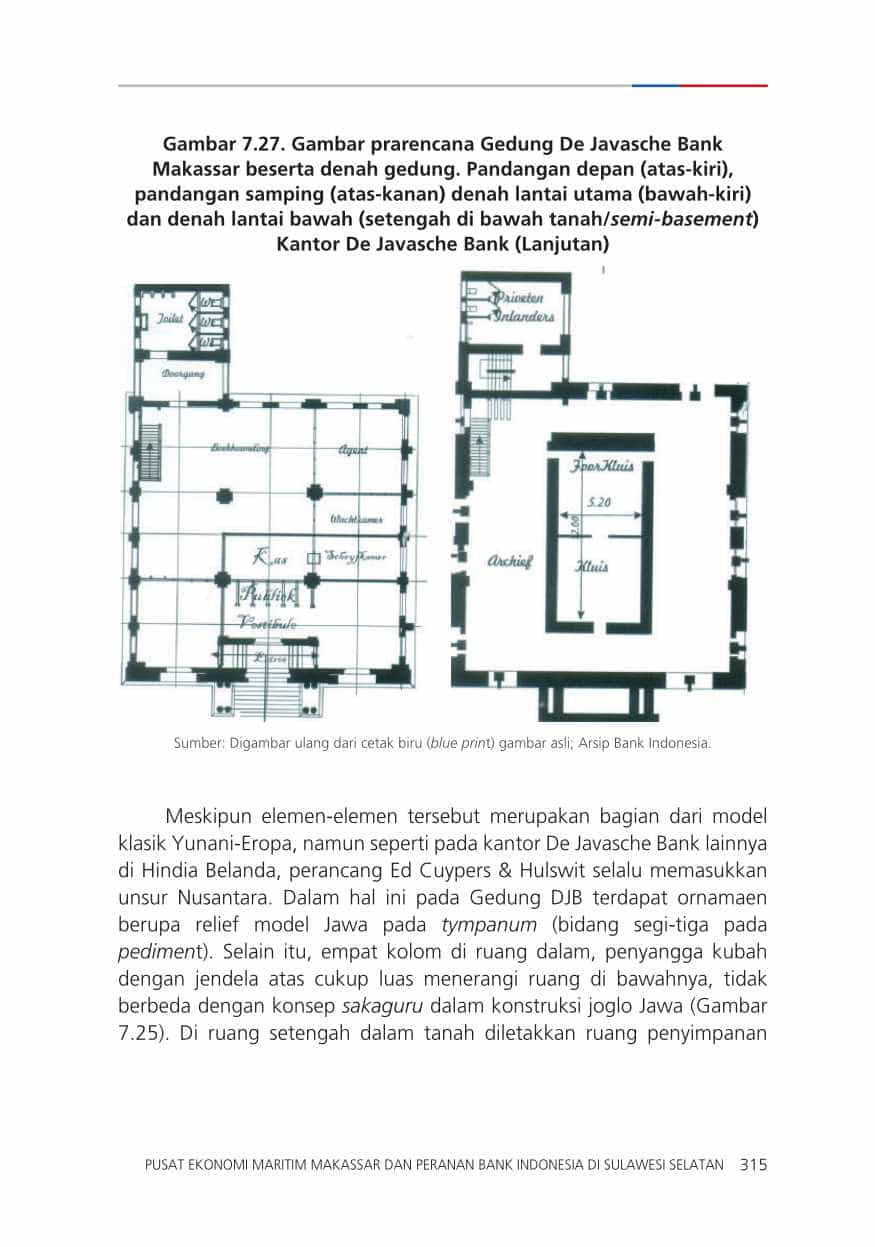 Gambar 7.27. Gambar prarencana Gedung De Javasche Bank
Makassar beserta denah gedung. Pandangan depan (atas-kiri),
pandangan samping (atas-kanan) denah lantai utama (bawah-kiri)
dan denah lantai bawah (setengah di bawah tanah/semi-basement)
Kantor De Javasche Bank (Lanjutan)
Toilet
WC
WC
WC
Doorgang
Boekhouding
Agent
Wachtkamer
Kas
Schryfkamer
Publiek
Vestibule
Entree
Privaten
Inlanders
Archief
Kluis
5.20
Kluis
Sumber: Digambar ulang dari cetak biru (blue print) gambar asli; Arsip Bank Indonesia.
Meskipun elemen-elemen tersebut merupakan bagian dari model
klasik Yunani-Eropa, namun seperti pada kantor De Javasche Bank lainnya
di Hindia Belanda, perancang Ed Cuypers & Hulswit selalu memasukkan
unsur Nusantara. Dalam hal ini pada Gedung DJB terdapat ornamaen
berupa relief model Jawa pada tympanum (bidang segi-tiga pada
pediment). Selain itu, empat kolom di ruang dalam, penyangga kubah
dengan jendela atas cukup luas menerangi ruang di bawahnya, tidak
berbeda dengan konsep sakaguru dalam konstruksi joglo Jawa (Gambar
7.25). Di ruang setengah dalam tanah diletakkan ruang penyimpanan
PUSAT EKONOMI MARITIM MAKASSAR DAN PERANAN BANK INDONESIA DI SULAWESI SELATAN 315